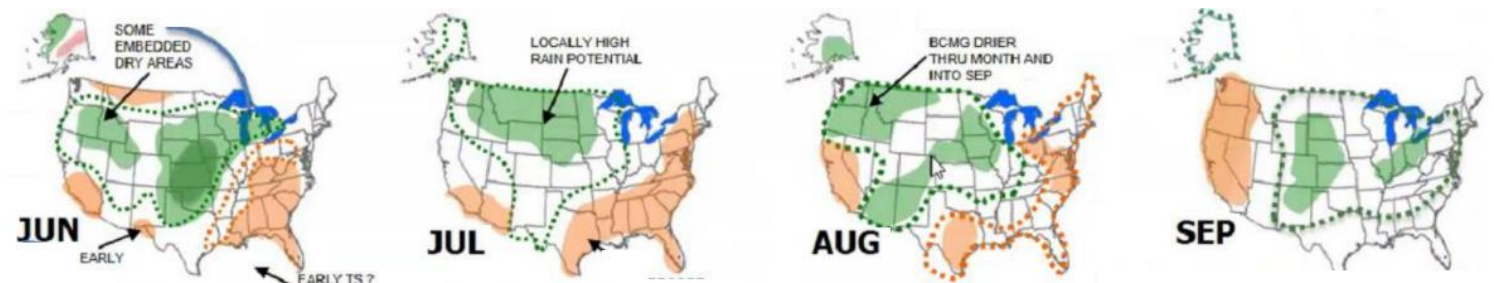 SOME
EMBEDDED
DRY AREAS
JUN
EARLY
EARLY TS ?
LOCALLY HIGH
RAIN POTENTIAL
JUL
BCMG DRIER
THRU MONTH AND
INTO SEP
AUG
SEP